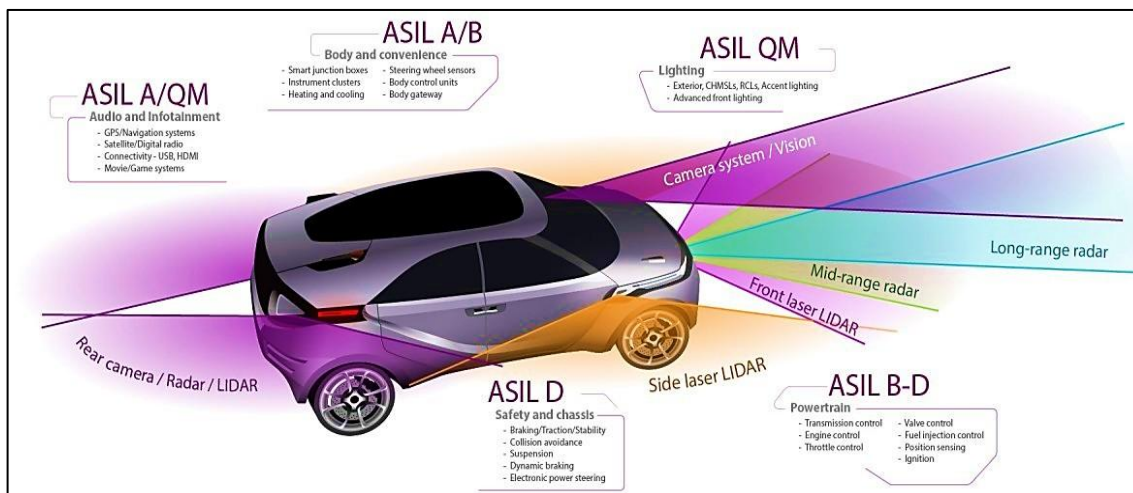 ASIL A/B
Body and convenience
- Smart junction boxes
- Instrument clusters
- Heating and cooling
- Steering wheel sensors
- Body control units
- Body gateway
ASIL QM
Lighting
- Exterior, CHMSLs, RCLs, Accent lighting
- Advanced front lighting
ASIL A/QM
Audio and Infotainment
- GPS/Navigation systems
- Satellite/Digital radio
- Connectivity - USB, HDMI
- Movie/Game systems
Camera system / Vision
Long-range radar
Mid-range radar
Front laser LIDAR
Side laser LIDAR
Rear camera / Radar / LIDAR
ASIL D
Safety and chassis
- Braking/Traction/Stability
- Collision avoidance
- Suspension
- Dynamic braking
- Electronic power steering
ASIL B-D
Powertrain
- Transmission control
- Engine control
- Throttle control
- Valve control
- Fuel injection control
- Position sensing
- Ignition